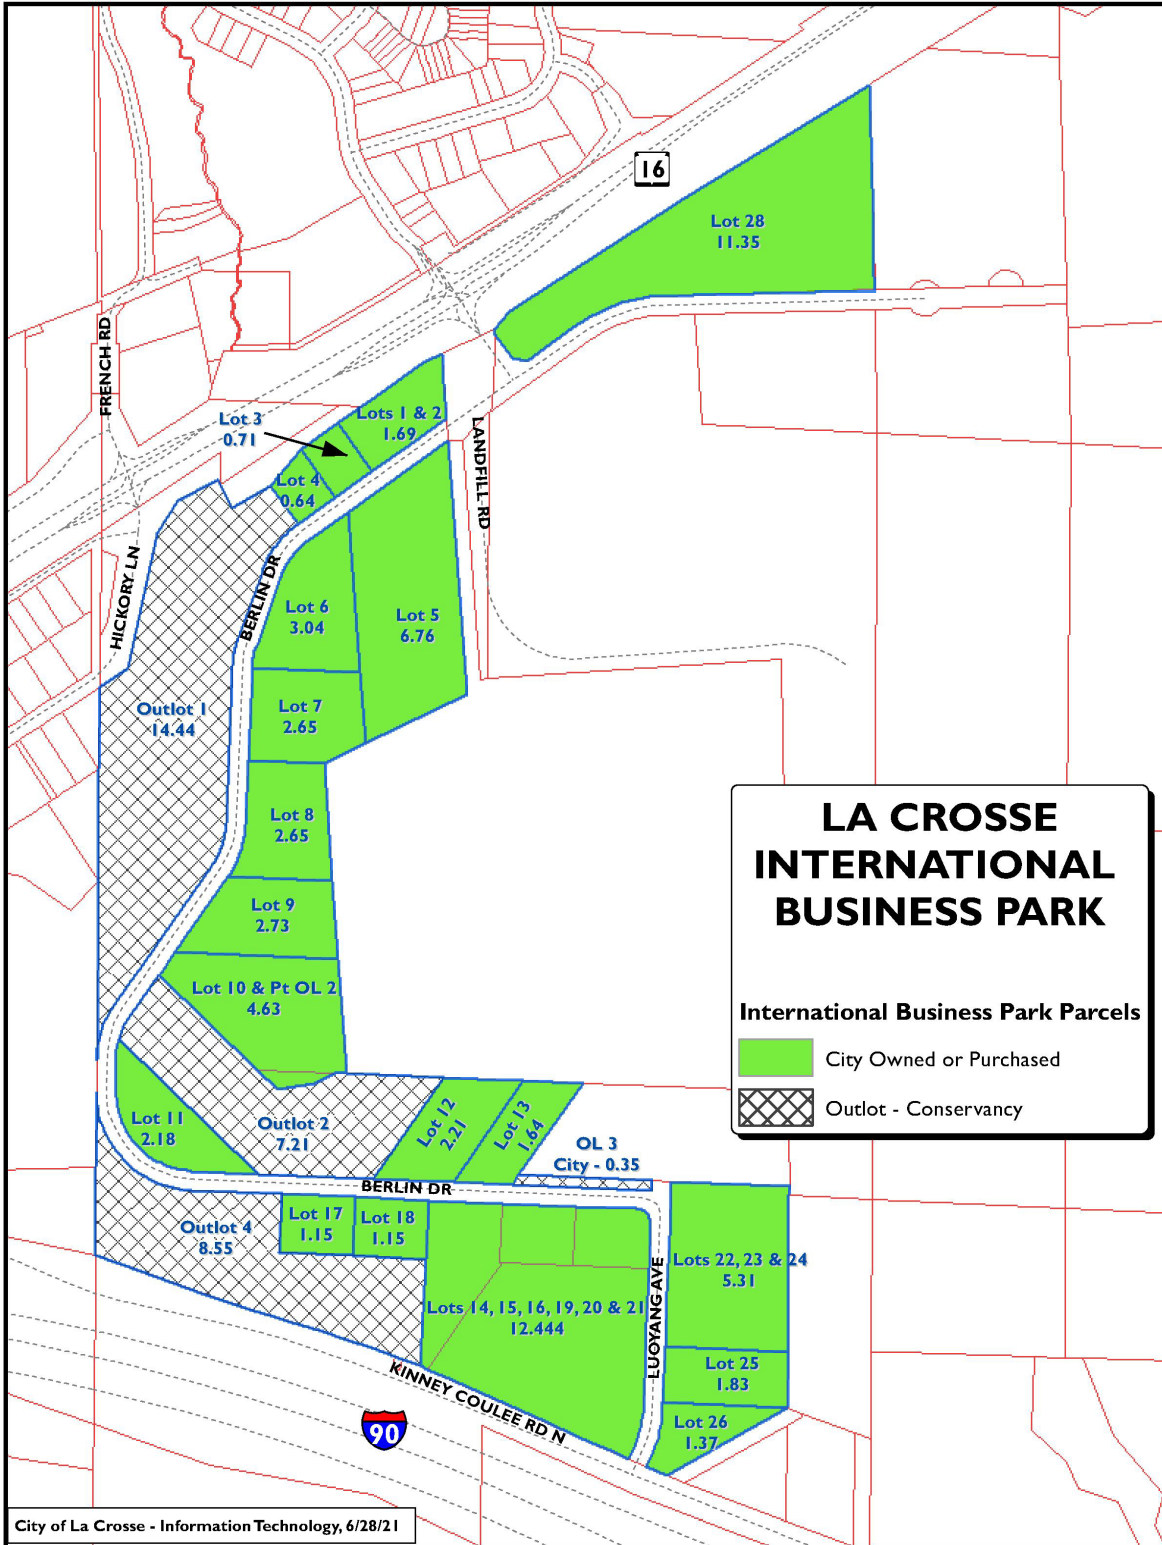 16
Lot 28
11.35
FRENCH RD
Lot 3
0.71
Lots 1 & 2
1.69
LANDFILL RD
Lot 4
0.64
HICKORY LN
BERLIN DR
Lot 6
3.04
Lot 5
6.76
Outlot 1
14.44
Lot 7
2.65
Lot 8
2.65
LA CROSSE
INTERNATIONAL
BUSINESS PARK
Lot 9
2.73
Lot 10 & Pt OL 2
4.63
International Business Park Parcels
City Owned or Purchased
Outlot - Conservancy
Lot 11
2.18
Outlot 2
7.21
Lot 12
2.21
Lot 13
1.64
OL 3
City - 0.35
BERLIN DR
Outlot 4
8.55
Lot 17
1.15
Lot 18
1.15
Lots 22, 23 & 24
5.31
Lots 14, 15, 16, 19, 20 & 21
12.444
LUOYANG AVE
Lot 25
1.83
KINNEY COULEE RD N
Lot 26
1.37
90
City of La Crosse - Information Technology, 6/28/21